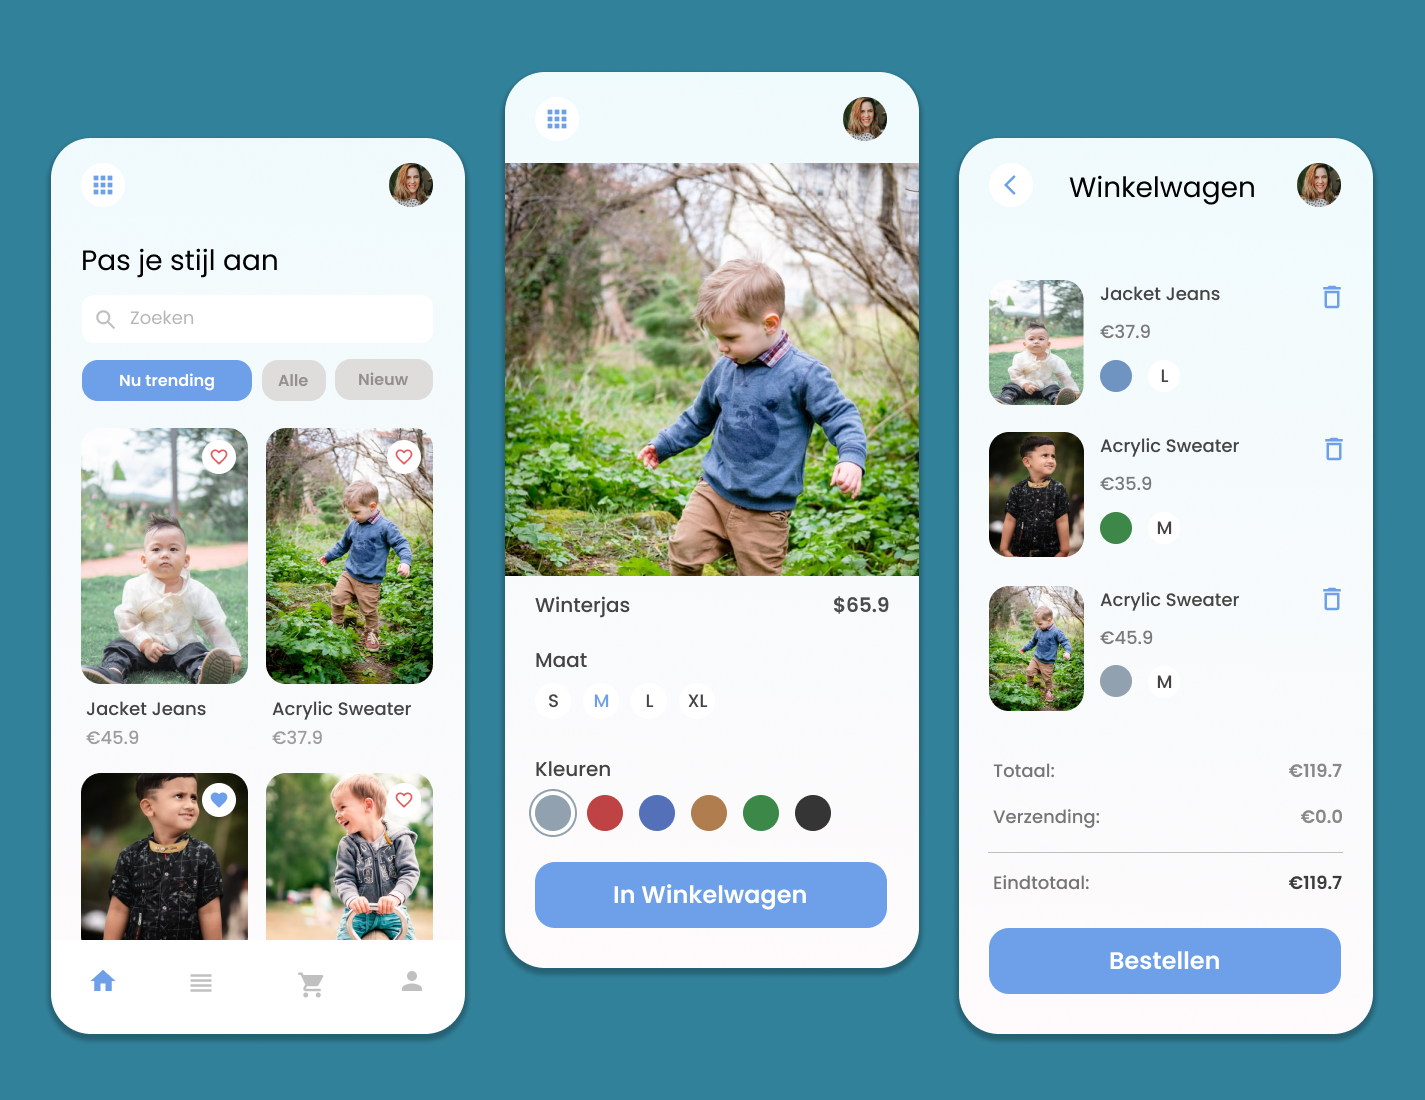 Pas je stijl aan
Zoeken
Nu trending
Alle
Nieuw
Jacket Jeans
€45.9
Acrylic Sweater
€37.9
Winterjas
$65.9
Maat
S
M
L
XL
Kleuren
In Winkelwagen
Winkelwagen
Jacket Jeans
€37.9
L
Acrylic Sweater
€35.9
M
Acrylic Sweater
€45.9
M
Totaal:
€119.7
Verzending:
€0.0
Eindtotaal:
€119.7
Bestellen